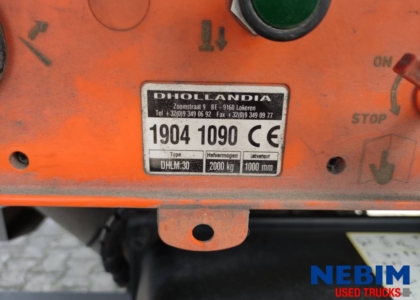 DHOLLANDIA
Zoomstraat 9 BE - 9160 Lokeren
Tel +32(0)9 349 06 92 Fax +32(0)9 349 09 77
1904 1090 CE
Type Hefvermogen
DHLM.30 2000 kg 1000 mm
ON
STOP
NEBIM
USED TRUCKS